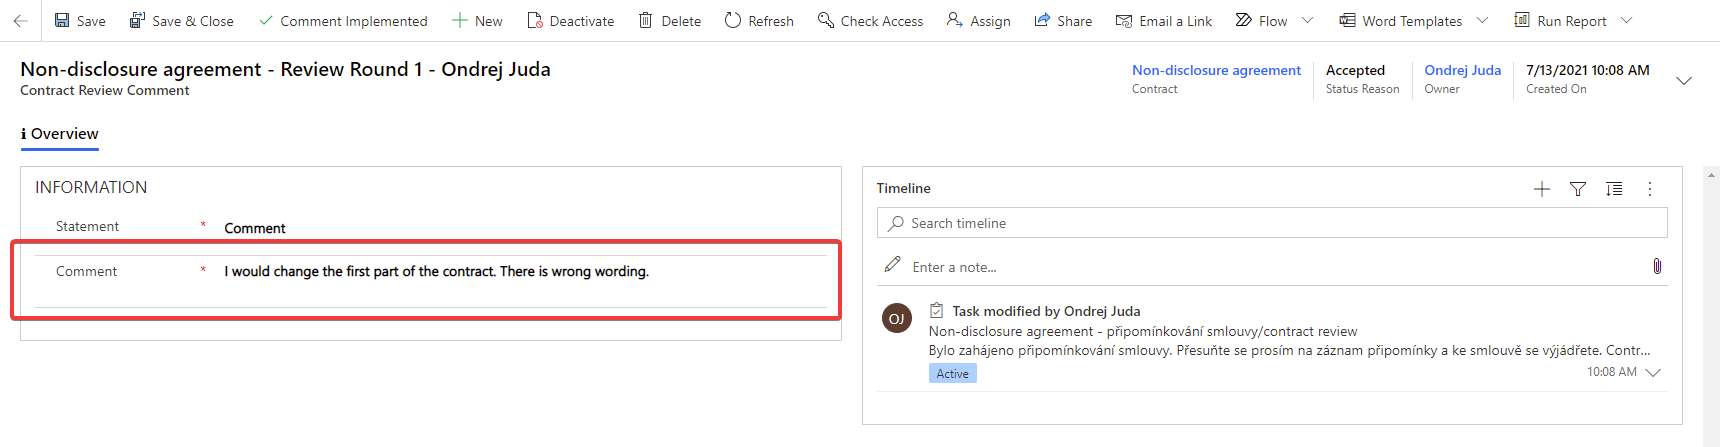 Save Save & Close Comment Implemented New Deactivate Delete Refresh Check Access Assign Share Email a Link Flow Word Templates Run Report
Non-disclosure agreement - Review Round 1 - Ondrej Juda
Contract Review Comment
Non-disclosure agreement
Contract
Accepted
Status Reason
Ondrej Juda
Owner
7/13/2021 10:08 AM
Created On
Overview
INFORMATION
Statement * Comment
Comment * I would change the first part of the contract. There is wrong wording.
Timeline
Search timeline
Enter a note...
OJ
Task modified by Ondrej Juda
Non-disclosure agreement - připomínkování smlouvy/contract review
Bylo zahájeno připomínkování smlouvy. Přesuňte se prosím na záznam připomínky a ke smlouvě se výjádřete. Contr...
Active
10:08 AM